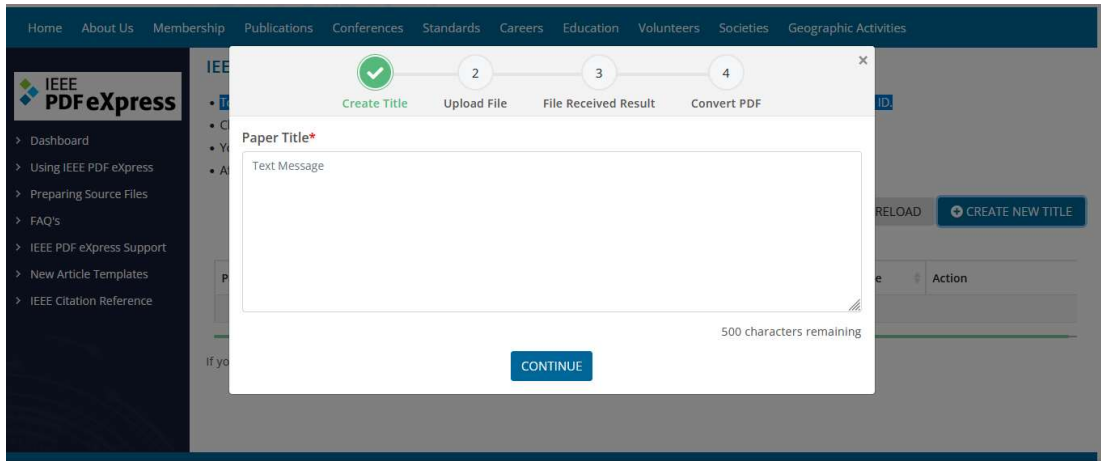 Home About Us Membership Publications Conferences Standards Careers Education Volunteers Societies Geographic Activities
IEEE
PDF eXpress
> Dashboard
> Using IEEE PDF eXpress
> Preparing Source Files
> FAQ's
> IEEE PDF eXpress Support
> New Article Templates
> IEEE Citation Reference
IEE
ID.
×
2
3
4
Create Title Upload File File Received Result Convert PDF
Paper Title*
Text Message
500 characters remaining
CONTINUE
RELOAD
CREATE NEW TITLE
P
e
Action
If yo